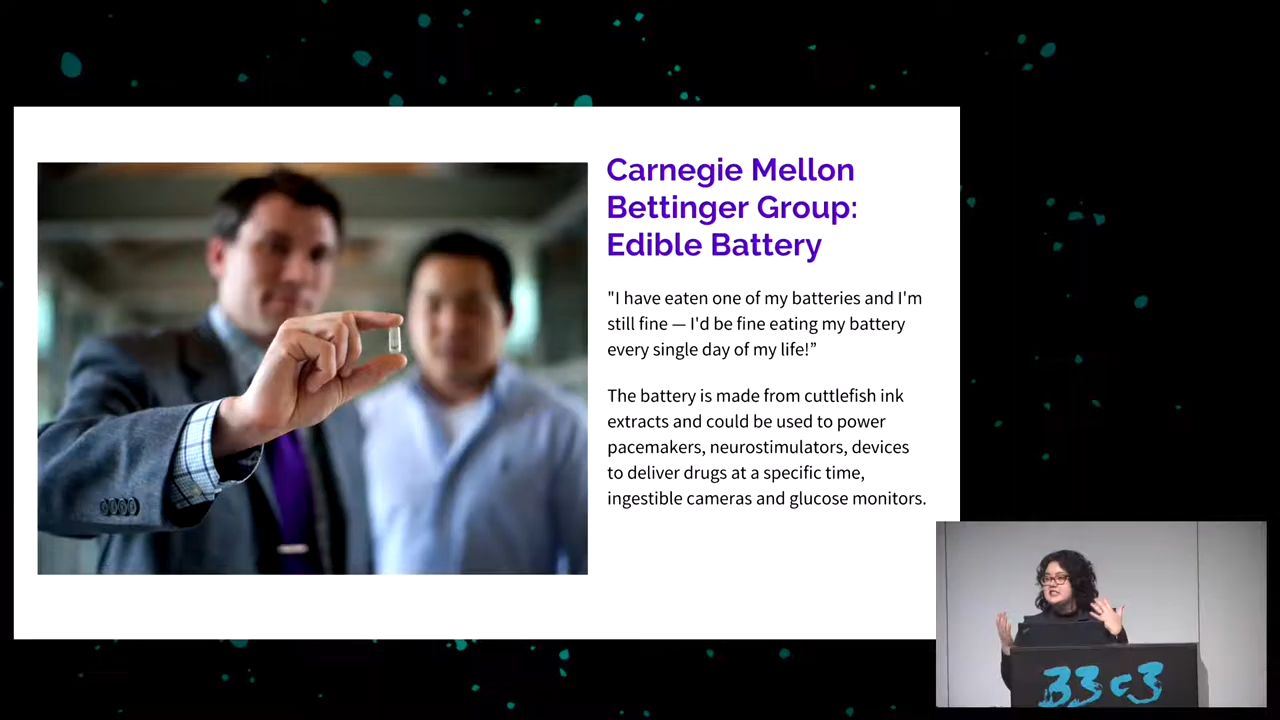 Carnegie Mellon
Bettinger Group:
Edible Battery
"I have eaten one of my batteries and I'm
still fine — I'd be fine eating my battery
every single day of my life!”
The battery is made from cuttlefish ink
extracts and could be used to power
pacemakers, neurostimulators, devices
to deliver drugs at a specific time,
ingestible cameras and glucose monitors.
33c3